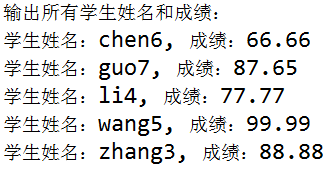 输出所有学生姓名和成绩：
学生姓名：chen6, 成绩：66.66
学生姓名：guo7, 成绩：87.65
学生姓名：li4, 成绩：77.77
学生姓名：wang5, 成绩：99.99
学生姓名：zhang3, 成绩：88.88